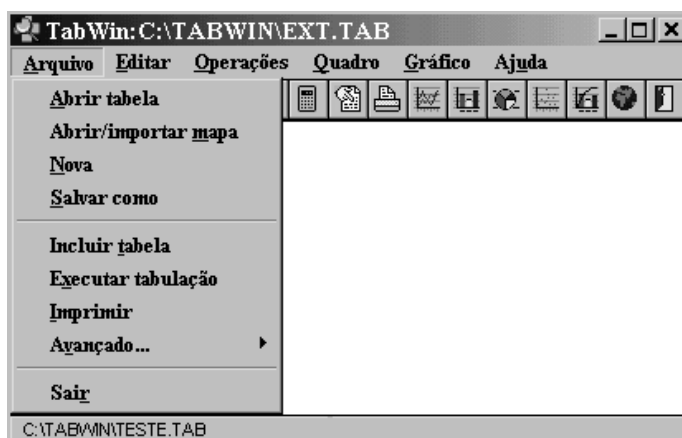 TabWin: C:\TABWIN\EXT.TAB
Arquivo Editar Operações Quadro Gráfico Ajuda
Abrir tabela
Abrir/importar mapa
Nova
Salvar como
Incluir tabela
Executar tabulação
Imprimir
Avançado...
Sair
C:\TABWIN\TESTE.TAB